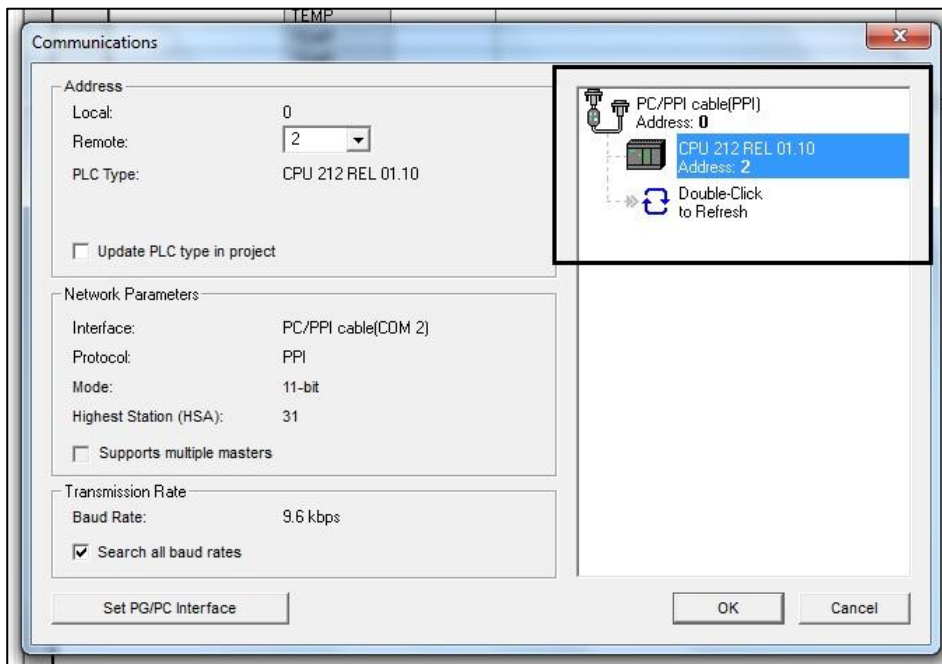 TEMP
Communications
Address
Local: 0
Remote: 2
PLC Type: CPU 212 REL 01.10
Update PLC type in project
Network Parameters
Interface: PC/PPI cable(COM 2)
Protocol: PPI
Mode: 11-bit
Highest Station (HSA): 31
Supports multiple masters
Transmission Rate
Baud Rate: 9.6 kbps
Search all baud rates
Set PG/PC Interface
PC/PPI cable(PPI)
Address: 0
CPU 212 REL 01.10
Address: 2
Double-Click
to Refresh
OK
Cancel